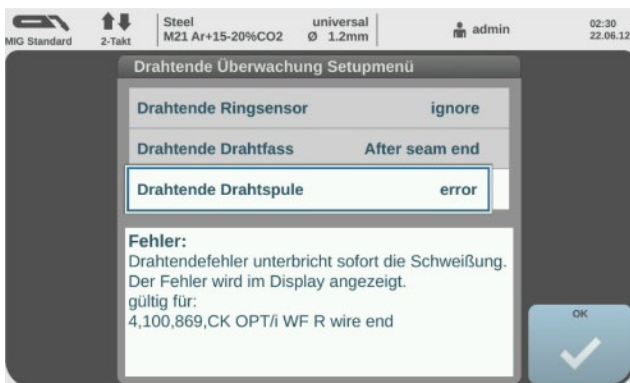 MIG Standard
2-Takt
Steel universal
M21 Ar+15-20%CO2 Ø 1.2mm
admin
02:30
22.06.12
Drahtende Überwachung Setupmenü
Drahtende Ringsensor ignore
Drahtende Drahtfass After seam end
Drahtende Drahtspule error
Fehler:
Drahtendefehler unterbricht sofort die Schweißung.
Der Fehler wird im Display angezeigt.
gültig für:
4,100,869,CK OPT/i WF R wire end
OK